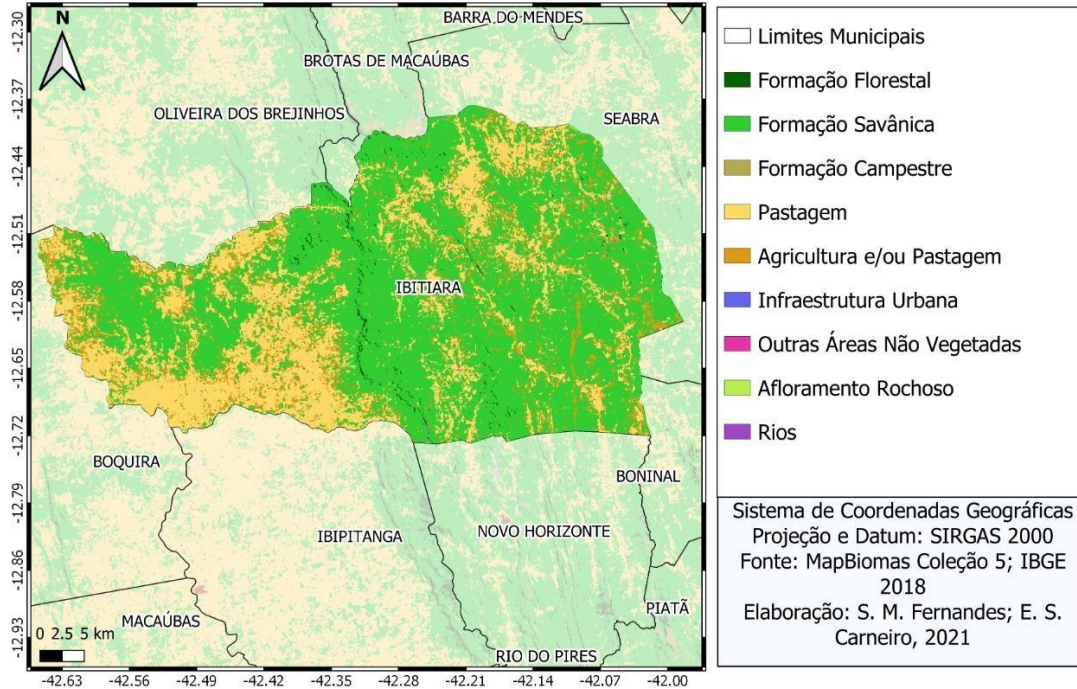 N
BARRA DO MENDES
BROTAS DE MACAÚBAS
OLIVEIRA DOS BREJINHOS
SEABRA
IBITIARA
BOQUIRA
BONINAL
IBIPITANGA
NOVO HORIZONTE
PIATÃ
MACAÚBAS
RIO DO PIRES
0 2.5 5 km
-12.30
-12.37
-12.44
-12.51
-12.58
-12.65
-12.72
-12.79
-12.86
-12.93
-42.63 -42.56 -42.49 -42.42 -42.35 -42.28 -42.21 -42.14 -42.07 -42.00
Limites Municipais
Formação Florestal
Formação Savânica
Formação Campestre
Pastagem
Agricultura e/ou Pastagem
Infraestrutura Urbana
Outras Áreas Não Vegetadas
Afloramento Rochoso
Rios
Sistema de Coordenadas Geográficas
Projeção e Datum: SIRGAS 2000
Fonte: MapBiomas Coleção 5; IBGE
2018
Elaboração: S. M. Fernandes; E. S.
Carneiro, 2021